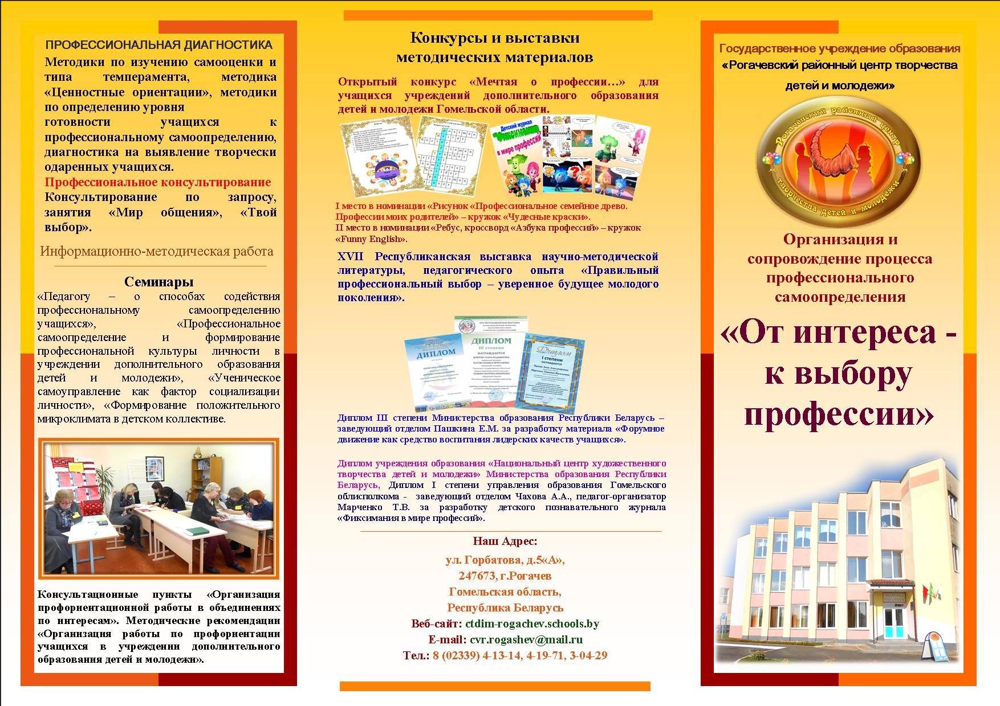 ПРОФЕССИОНАЛЬНАЯ ДИАГНОСТИКА
Методики по изучению самооценки и
типа темперамента, методика
«Ценностные ориентации», методики
по определению уровня
готовности учащихся к
профессиональному самоопределению,
диагностика на выявление творчески
одаренных учащихся.
Профессиональное консультирование
Консультирование по запросу,
занятия «Мир общения», «Твой
выбор».
Информационно-методическая работа
Семинары
«Педагогу – о способах содействия
профессиональному самоопределению
учащихся», «Профессиональное
самоопределение и формирование
профессиональной культуры личности в
учреждении дополнительного образования
детей и молодежи», «Ученическое
самоуправление как фактор социализации
личности», «Формирование положительного
микроклимата в детском коллективе.
Консультационные пункты «Организация
профориентационной работы в объединениях
по интересам». Методические рекомендации
«Организация работы по профориентации
учащихся в учреждении дополнительного
образования детей и молодежи».
Конкурсы и выставки
методических материалов
Открытый конкурс «Мечтая о профессии…» для
учащихся учреждений дополнительного образования
детей и молодежи Гомельской области.
Детский журнал
"Фиксимания"
в мире профессий
I место в номинации «Рисунок «Профессиональное семейное древо.
Профессии моих родителей» – кружок «Чудесные краски».
II место в номинации «Ребус, кроссворд «Азбука профессий» – кружок
«Funny English».
XVII Республиканская выставка научно-методической
литературы, педагогического опыта «Правильный
профессиональный выбор – уверенное будущее молодого
поколения».
ДИПЛОМ
ДИПЛОМ
III степени
НАГРАЖДАЕТСЯ
Диплом
I степени
НАГРАЖДАЮТСЯ
Диплом III степени Министерства образования Республики Беларусь –
заведующий отделом Пашкина Е.М. за разработку материала «Форумное
движение как средство воспитания лидерских качеств учащихся».
Диплом учреждения образования «Национальный центр художественного
творчества детей и молодежи» Министерства образования Республики
Беларусь, Диплом I степени управления образования Гомельского
облисполкома - заведующий отделом Чахова А.А., педагог-организатор
Марченко Т.В. за разработку детского познавательного журнала
«Фиксимания в мире профессий».
Наш Адрес:
ул. Горбатова, д.5«А»,
247673, г.Рогачев
Гомельская область,
Республика Беларусь
Веб-сайт: ctdim-rogachev.schools.by
E-mail: cvr.rogashev@mail.ru
Тел.: 8 (02339) 4-13-14, 4-19-71, 3-04-29
Государственное учреждение образования
«Рогачевский районный центр творчества
детей и молодежи»
Рогачёвский районный центр
творчества детей и молодёжи
Организация и
сопровождение процесса
профессионального
самоопределения
«От интереса -
к выбору
профессии»